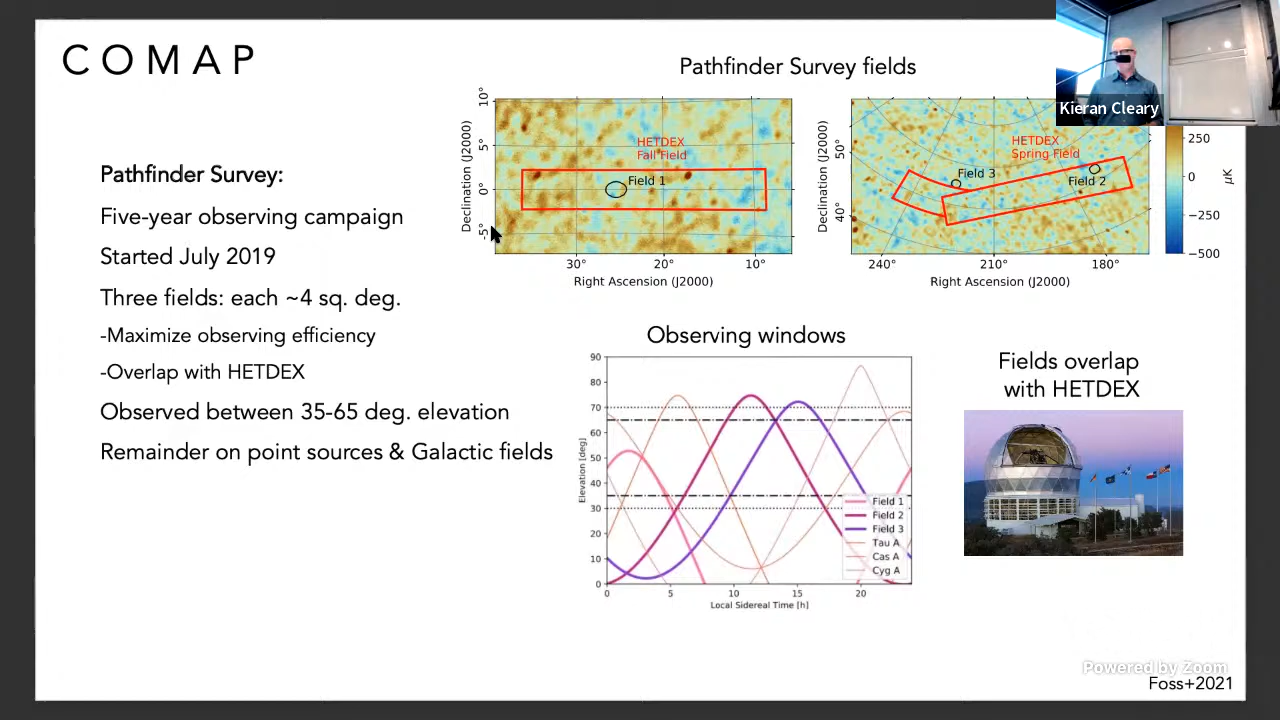 COMAP
Pathfinder Survey fields
Kieran Cleary
Pathfinder Survey:
Five-year observing campaign
Started July 2019
Three fields: each ~4 sq. deg.
-Maximize observing efficiency
-Overlap with HETDEX
Observed between 35-65 deg. elevation
Remainder on point sources & Galactic fields
Declination (J2000)
10°
5°
0°
-5°
HETDEX
Fall Field
Field 1
30°
20°
10°
Right Ascension (J2000)
Declination (J2000)
50°
40°
HETDEX
Spring Field
Field 3
Field 2
240°
210°
180°
Right Ascension (J2000)
250
0
−250
−500
μK
Observing windows
Elevation [deg]
90
80
70
60
50
40
30
20
10
0
Field 1
Field 2
Field 3
Tau A
Cas A
Cyg A
0
5
10
15
20
Local Sidereal Time [h]
Fields overlap
with HETDEX
Powered by Zoom
Foss+2021